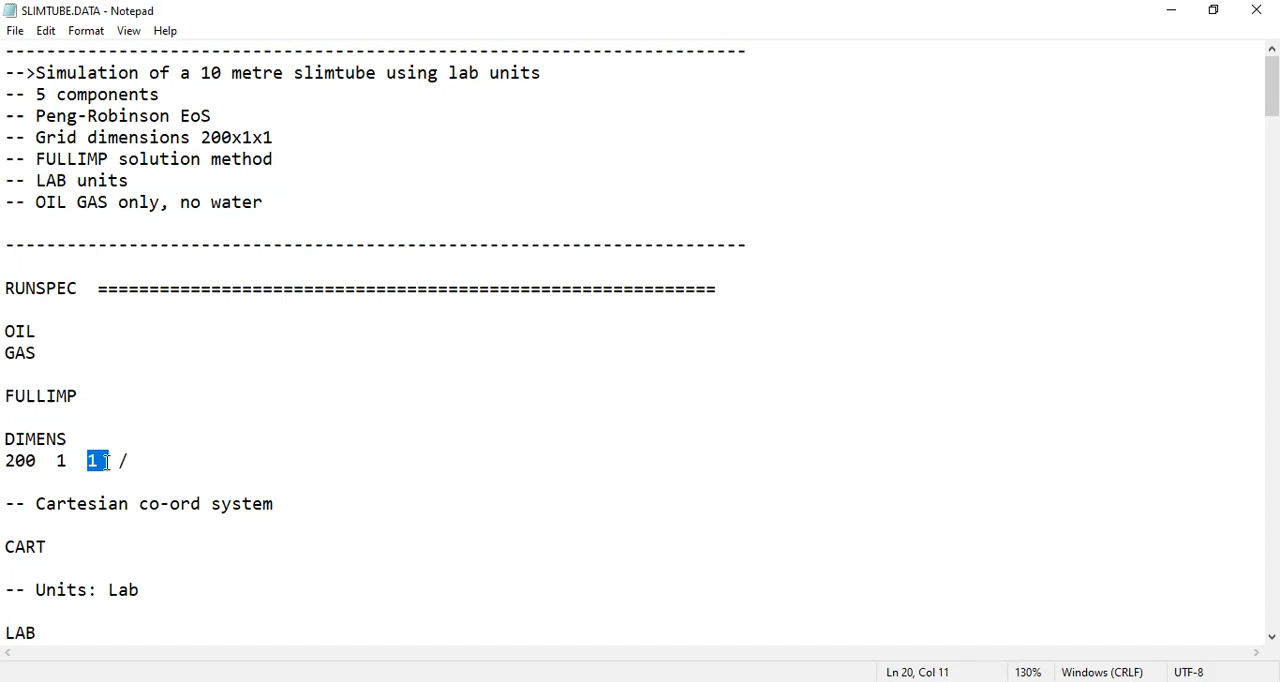 SLIMTUBE.DATA - Notepad
File Edit Format View Help
-----------------------------------------------------------------------
-->Simulation of a 10 metre slimtube using lab units
-- 5 components
-- Peng-Robinson EoS
-- Grid dimensions 200x1x1
-- FULLIMP solution method
-- LAB units
-- OIL GAS only, no water
-----------------------------------------------------------------------
RUNSPEC  ============================================================
OIL
GAS
FULLIMP
DIMENS
200  1  1  /
-- Cartesian co-ord system
CART
-- Units: Lab
LAB
Ln 20, Col 11 130% Windows (CRLF) UTF-8